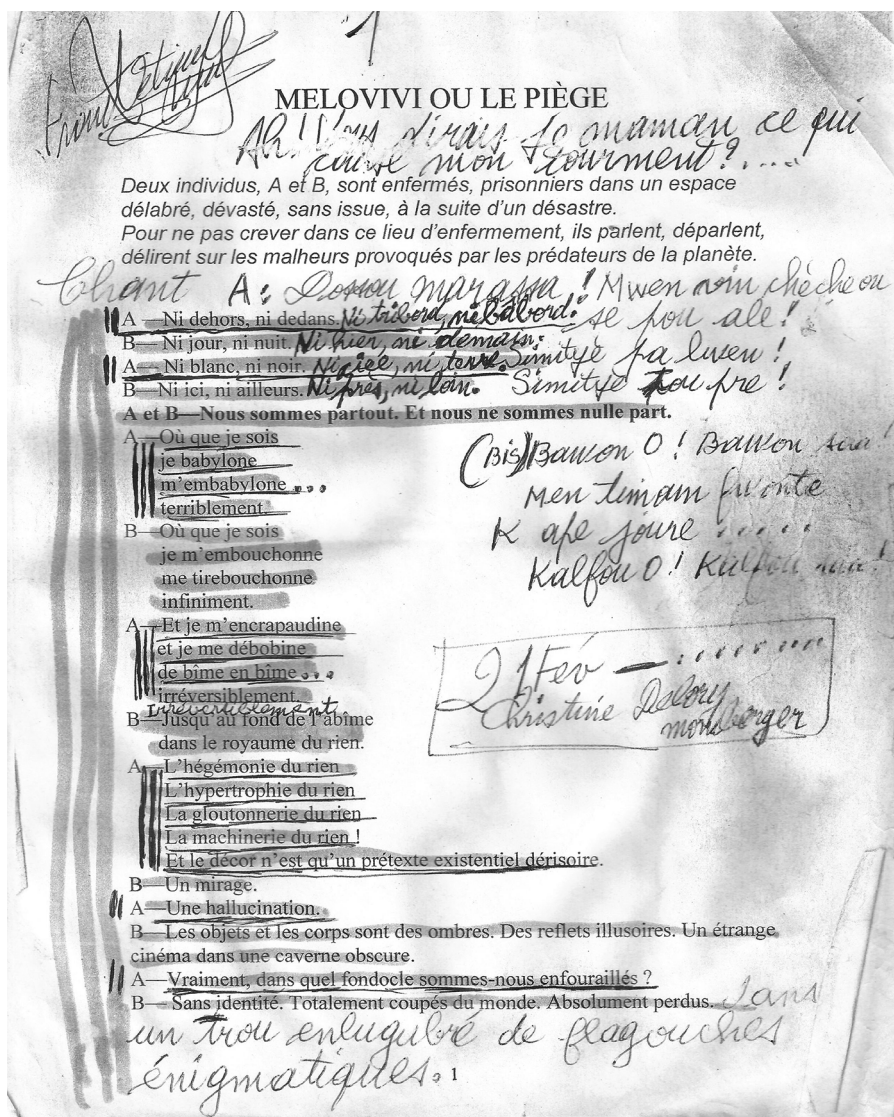 1
MELOVIVI OU LE PIÈGE
Ah! Vous dirais je maman ce qui
cause mon tourment?....
Deux individus, A et B, sont enfermés, prisonniers dans un espace
délabré, dévasté, sans issue, à la suite d'un désastre.
Pour ne pas crever dans ce lieu d'enfermement, ils parlent, déparlent,
délirent sur les malheurs provoqués par les prédateurs de la planète.
Chant A: Dosou marassa! Mwen vin chèche ou
A —Ni dehors, ni dedans. Ni tribord, ni bâbord. se pou ale!
B—Ni jour, ni nuit. Ni hier, ni demain.
A—Ni blanc, ni noir. Ni ciel, ni terre. Simityè pa lwen!
B—Ni ici, ni ailleurs. Ni près, ni loin. Simityè tou pre!
A et B—Nous sommes partout. Et nous ne sommes nulle part.
A—Où que je sois
je babylone
m'embabylone...
terriblement.
(Bis) Bawon O! Bawon
Men timoun
K ape joure.....
Kalfou O! Kalfou
B—Où que je sois
je m'embouchonne
me tirebouchonne
infiniment.
A—Et je m'encrapaudine
et je me débobine
de bîme en bîme...
irréversiblement.
Irrévertiblement
21 Fév —........
Christine Delory
momberger
B—Jusqu'au fond de l'abîme
dans le royaume du rien.
A—L'hégémonie du rien
L'hypertrophie du rien
La gloutonnerie du rien
La machinerie du rien !
Et le décor n'est qu'un prétexte existentiel dérisoire.
B—Un mirage.
A—Une hallucination.
B—Les objets et les corps sont des ombres. Des reflets illusoires. Un étrange
cinéma dans une caverne obscure.
A—Vraiment, dans quel fondocle sommes-nous enfouraillés ?
B— Sans identité. Totalement coupés du monde. Absolument perdus. Dans
un trou enlugubré de flagouches
énigmatiques. 1